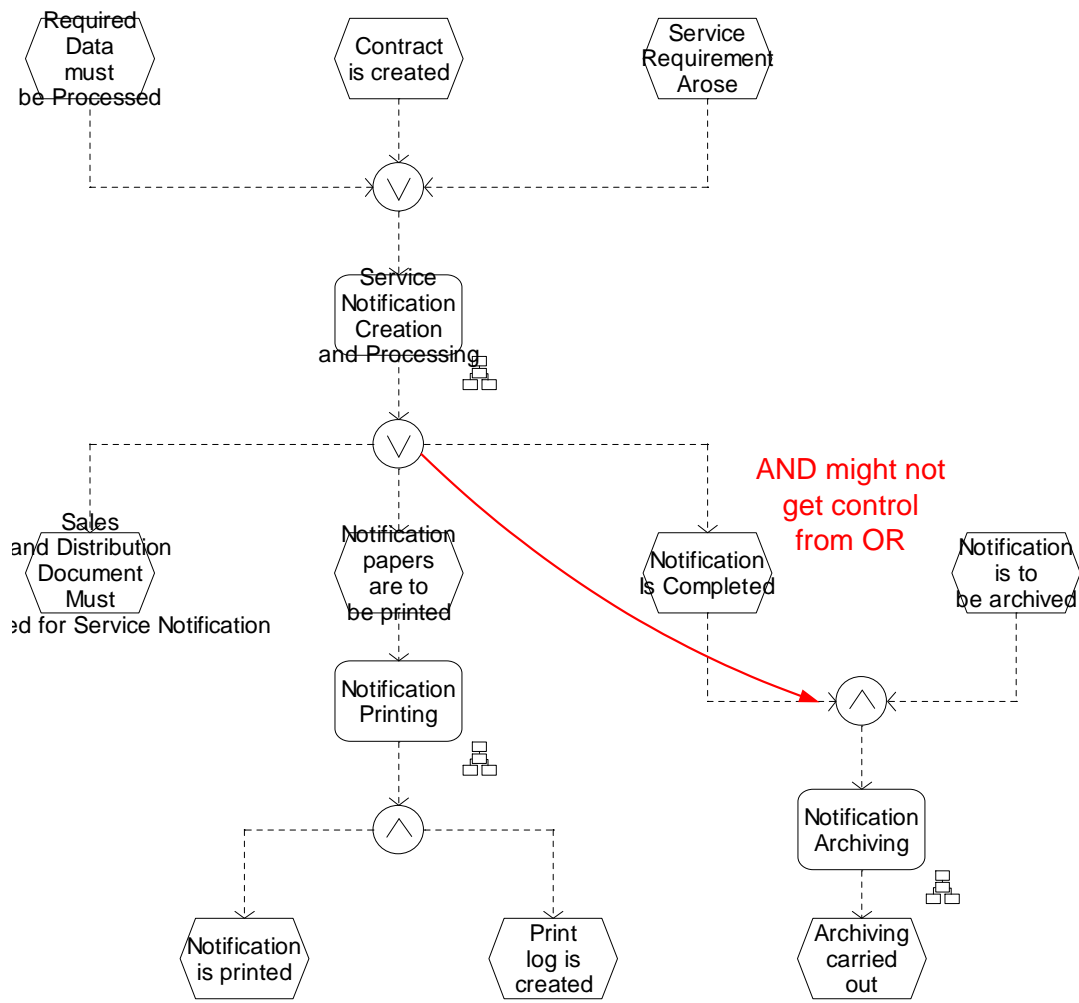 Required
Data
must
be Processed
Contract
is created
Service
Requirement
Arose
Service
Notification
Creation
and Processing
AND might not
get control
from OR
Sales
and Distribution
Document
Must
ed for Service Notification
Notification
papers
are to
be printed
Notification
Is Completed
Notification
is to
be archived
Notification
Printing
Notification
Archiving
Notification
is printed
Print
log is
created
Archiving
carried
out